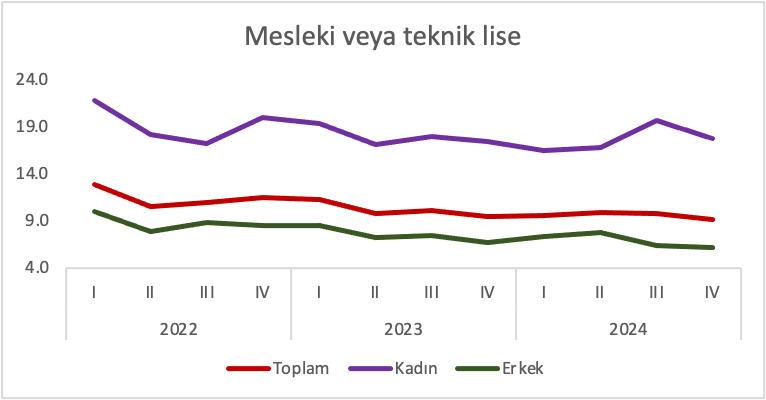 Mesleki veya teknik lise
24.0
19.0
14.0
9.0
4.0
I II III IV I II III IV I II III IV
2022 2023 2024
Toplam Kadın Erkek